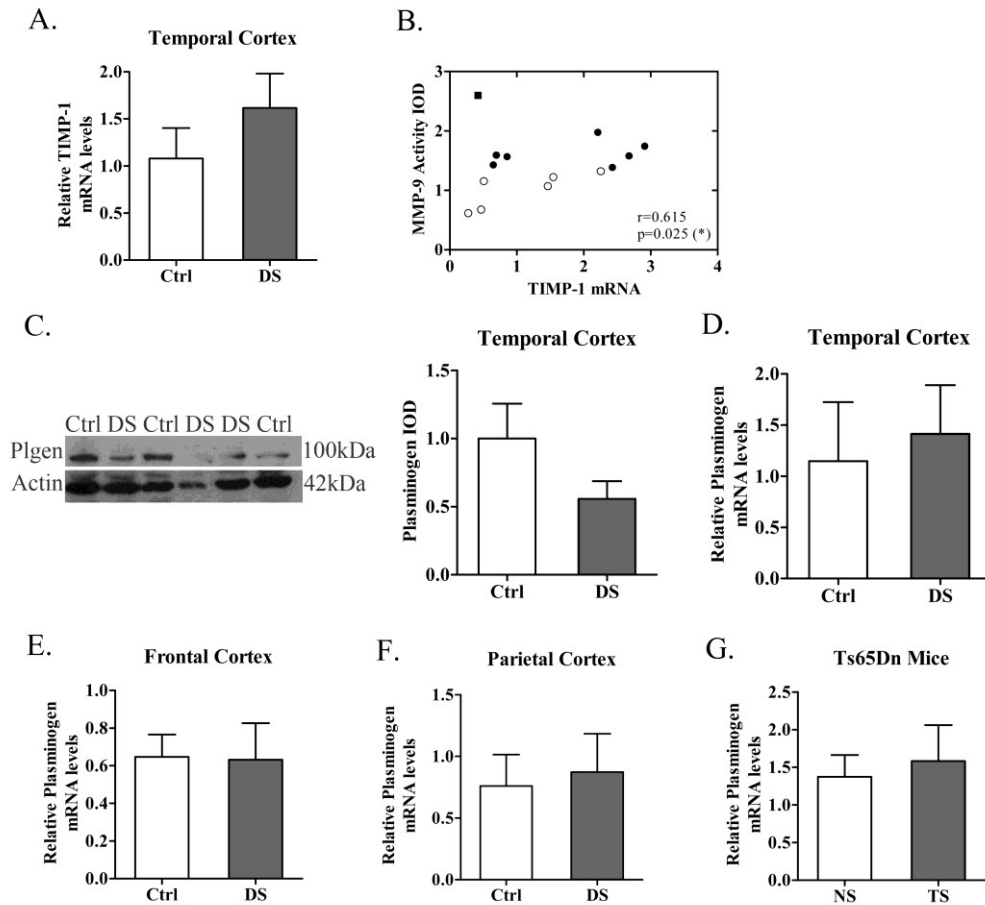 A.
Temporal Cortex
Relative TIMP-1
mRNA levels
2.0
1.5
1.0
0.5
0.0
Ctrl DS
B.
MMP-9 Activity IOD
3
2
1
0
r=0.615
p=0.025 (*)
0 1 2 3 4
TIMP-1 mRNA
C.
Ctrl DS Ctrl DS DS Ctrl
Plgen 100kDa
Actin 42kDa
Temporal Cortex
Plasminogen IOD
1.5
1.0
0.5
0.0
Ctrl DS
D.
Temporal Cortex
Relative Plasminogen
mRNA levels
2.0
1.5
1.0
0.5
0.0
Ctrl DS
E.
Frontal Cortex
Relative Plasminogen
mRNA levels
1.0
0.8
0.6
0.4
0.2
0.0
Ctrl DS
F.
Parietal Cortex
Relative Plasminogen
mRNA levels
1.5
1.0
0.5
0.0
Ctrl DS
G.
Ts65Dn Mice
Relative Plasminogen
mRNA levels
2.5
2.0
1.5
1.0
0.5
0.0
NS TS